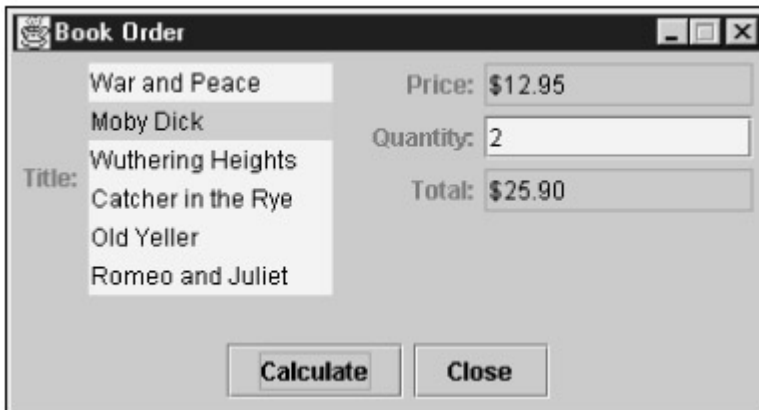 Book Order
Title:
War and Peace
Moby Dick
Wuthering Heights
Catcher in the Rye
Old Yeller
Romeo and Juliet
Price: $12.95
Quantity: 2
Total: $25.90
Calculate Close